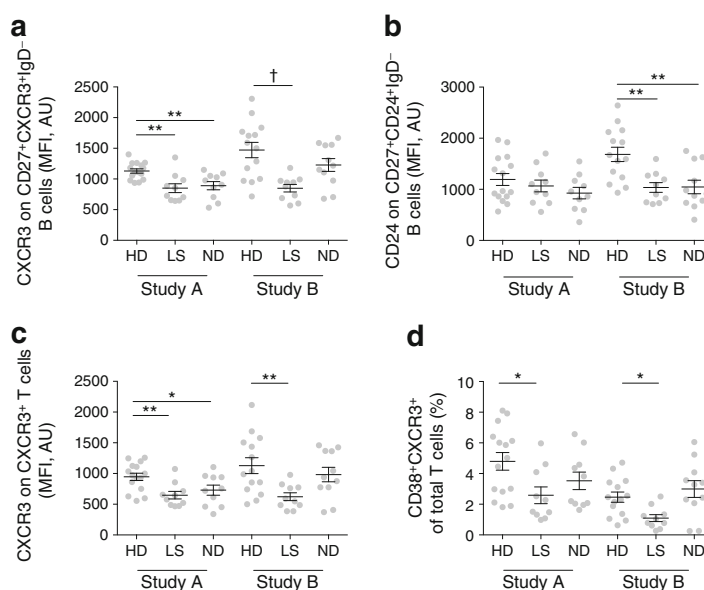 a
CXCR3 on CD27⁺CXCR3⁺IgD⁻
B cells (MFI, AU)
2500
2000
1500
1000
500
0
**
**
†
HD LS ND HD LS ND
Study A Study B
b
CD24 on CD27⁺CD24⁺IgD⁻
B cells (MFI, AU)
3000
2000
1000
0
**
**
HD LS ND HD LS ND
Study A Study B
c
CXCR3 on CXCR3⁺ T cells
(MFI, AU)
2500
2000
1500
1000
500
0
*
**
**
HD LS ND HD LS ND
Study A Study B
d
CD38⁺CXCR3⁺
of total T cells (%)
10
8
6
4
2
0
*
*
HD LS ND HD LS ND
Study A Study B